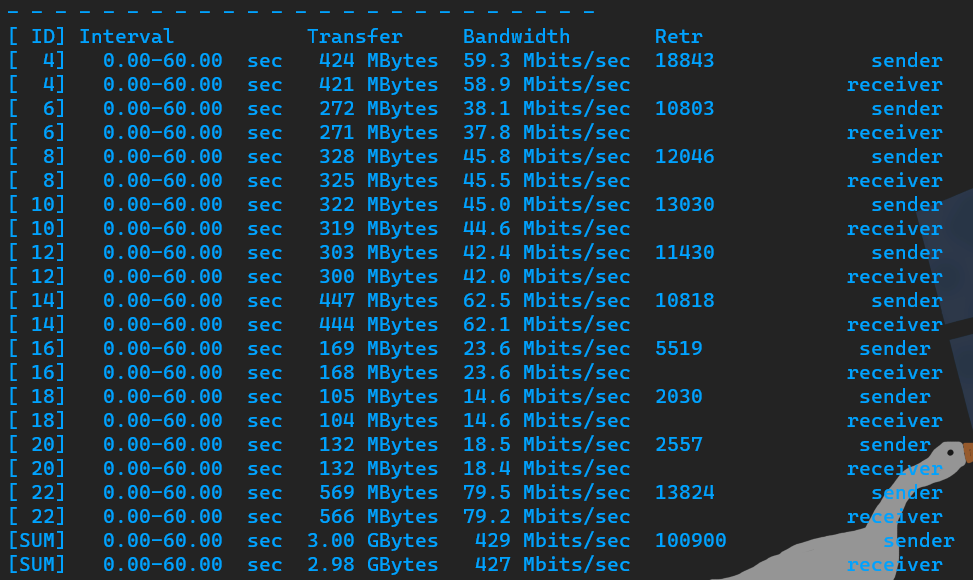 - - - - - - - - - - - - - - - - - - - - - - - - -
[ ID] Interval           Transfer     Bandwidth       Retr
[  4]   0.00-60.00  sec   424 MBytes  59.3 Mbits/sec  18843             sender
[  4]   0.00-60.00  sec   421 MBytes  58.9 Mbits/sec                  receiver
[  6]   0.00-60.00  sec   272 MBytes  38.1 Mbits/sec  10803             sender
[  6]   0.00-60.00  sec   271 MBytes  37.8 Mbits/sec                  receiver
[  8]   0.00-60.00  sec   328 MBytes  45.8 Mbits/sec  12046             sender
[  8]   0.00-60.00  sec   325 MBytes  45.5 Mbits/sec                  receiver
[ 10]   0.00-60.00  sec   322 MBytes  45.0 Mbits/sec  13030             sender
[ 10]   0.00-60.00  sec   319 MBytes  44.6 Mbits/sec                  receiver
[ 12]   0.00-60.00  sec   303 MBytes  42.4 Mbits/sec  11430             sender
[ 12]   0.00-60.00  sec   300 MBytes  42.0 Mbits/sec                  receiver
[ 14]   0.00-60.00  sec   447 MBytes  62.5 Mbits/sec  10818             sender
[ 14]   0.00-60.00  sec   444 MBytes  62.1 Mbits/sec                  receiver
[ 16]   0.00-60.00  sec   169 MBytes  23.6 Mbits/sec  5519             sender
[ 16]   0.00-60.00  sec   168 MBytes  23.6 Mbits/sec                  receiver
[ 18]   0.00-60.00  sec   105 MBytes  14.6 Mbits/sec  2030             sender
[ 18]   0.00-60.00  sec   104 MBytes  14.6 Mbits/sec                  receiver
[ 20]   0.00-60.00  sec   132 MBytes  18.5 Mbits/sec  2557             sender
[ 20]   0.00-60.00  sec   132 MBytes  18.4 Mbits/sec                  receiver
[ 22]   0.00-60.00  sec   569 MBytes  79.5 Mbits/sec  13824             sender
[ 22]   0.00-60.00  sec   566 MBytes  79.2 Mbits/sec                  receiver
[SUM]   0.00-60.00  sec  3.00 GBytes   429 Mbits/sec  100900             sender
[SUM]   0.00-60.00  sec  2.98 GBytes   427 Mbits/sec                  receiver